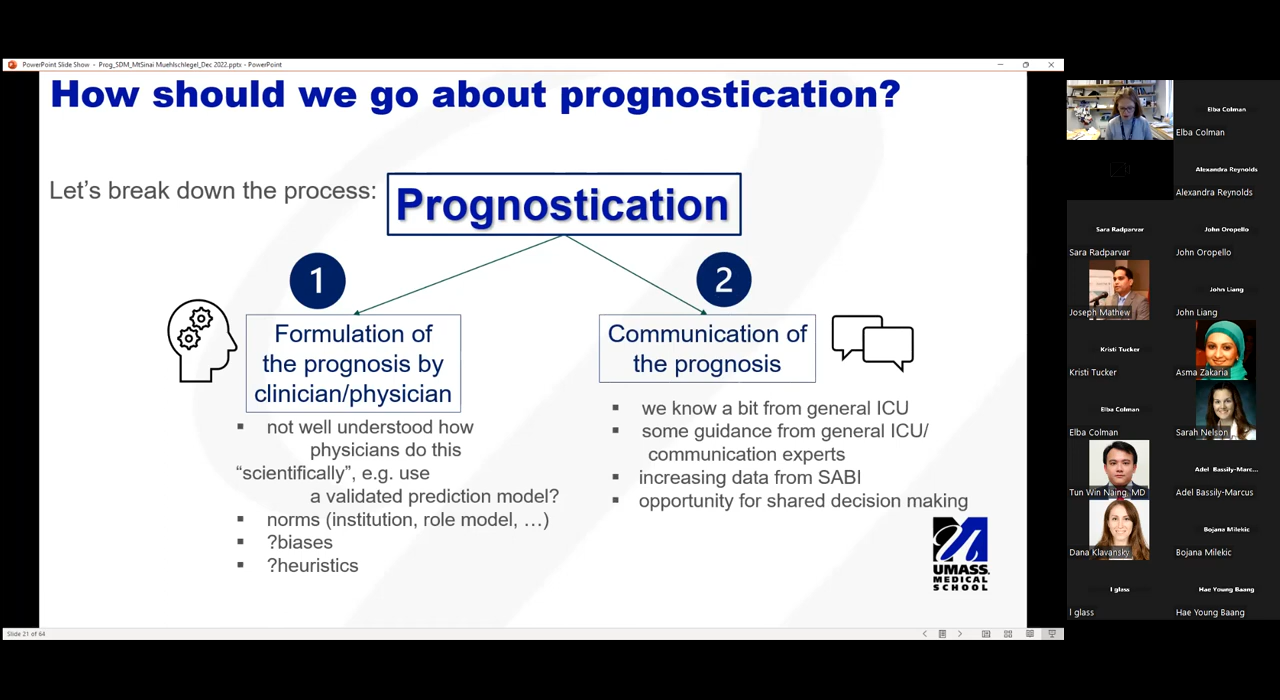 PowerPoint Slide Show - Prog_SDM_MtSinai Muehlschlegel_Dec 2022.pptx - PowerPoint
How should we go about prognostication?
Let's break down the process:
Prognostication
1
Formulation of
the prognosis by
clinician/physician
▪ not well understood how
physicians do this
“scientifically”, e.g. use
a validated prediction model?
▪ norms (institution, role model, …)
▪ ?biases
▪ ?heuristics
2
Communication of
the prognosis
▪ we know a bit from general ICU
▪ some guidance from general ICU/
communication experts
▪ increasing data from SABI
▪ opportunity for shared decision making
UMASS.
MEDICAL
SCHOOL
Slide 21 of 64
Elba Colman
Elba Colman
Alexandra Reynolds
Alexandra Reynolds
Sara Radparvar
Sara Radparvar
John Oropello
John Oropello
Joseph Mathew
John Liang
John Liang
Kristi Tucker
Kristi Tucker
Asma Zakaria
Elba Colman
Elba Colman
Sarah Nelson
Tun Win Naing, MD
Adel Bassily-Marc...
Adel Bassily-Marcus
Dana Klavansky
Bojana Milekic
Bojana Milekic
I glass
I glass
Hae Young Baang
Hae Young Baang